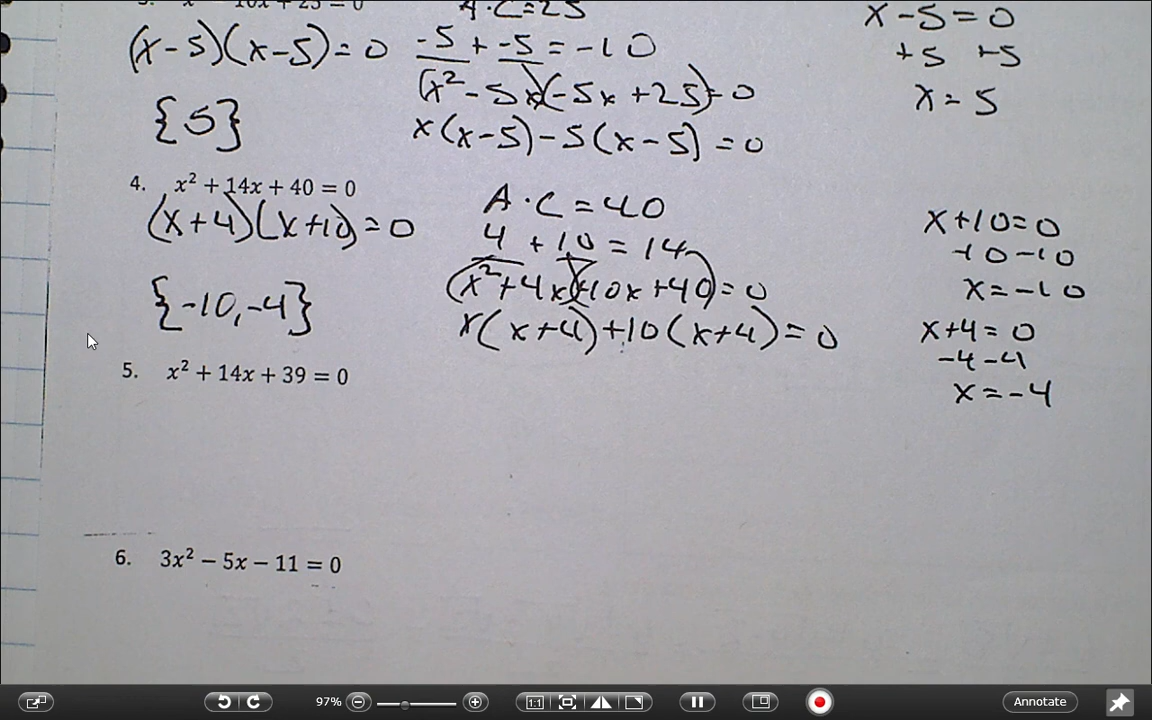 A·C=25
(x-5)(x-5)=0
-5 + -5 = -10
(x²-5x)(-5x+25)=0
x(x-5)-5(x-5)=0
{5}
x-5=0
+5 +5
x=5
4. x² + 14x + 40 = 0
(x+4)(x+10)=0
{-10,-4}
A·C=40
4 + 10 = 14
(x²+4x)(10x+40)=0
x(x+4)+10(x+4)=0
x+10=0
-10-10
x=-10
x+4=0
-4-4
x=-4
5. x² + 14x + 39 = 0
6. 3x² − 5x − 11 = 0
97%
1:1
Annotate